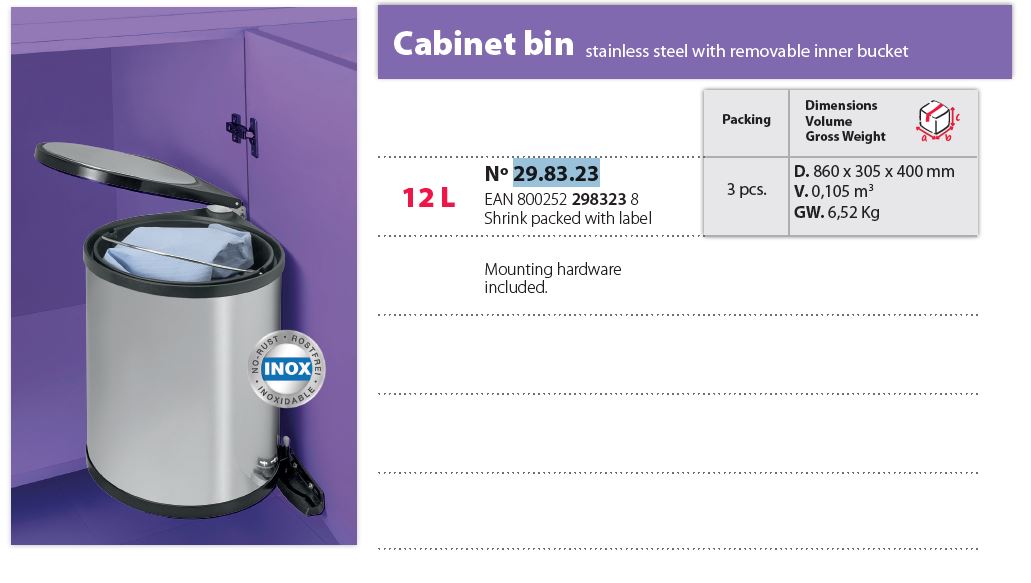 Cabinet bin stainless steel with removable inner bucket
Packing
Dimensions
Volume
Gross Weight
a b c
12 L
Nº 29.83.23
EAN 800252 298323 8
Shrink packed with label
3 pcs.
D. 860 x 305 x 400 mm
V. 0,105 m³
GW. 6,52 Kg
Mounting hardware
included.
NO-RUST • ROSTFREI • INOXIDABLE •
INOX